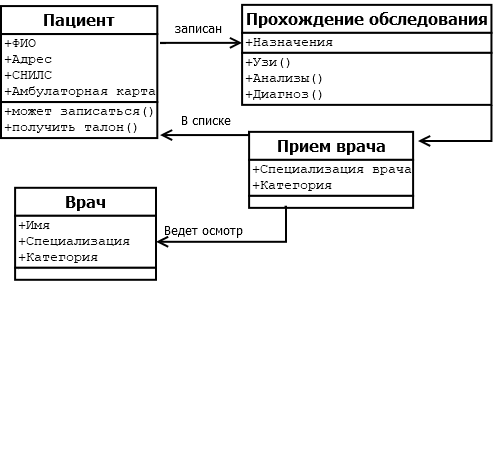 Пациент
+ФИО
+Адрес
+СНИЛС
+Амбулаторная карта
+может записаться()
+получить талон()
записан
Прохождение обследования
+Назначения
+Узи()
+Анализы()
+Диагноз()
В списке
Прием врача
+Специализация врача
+Категория
Врач
+Имя
+Специализация
+Категория
Ведет осмотр